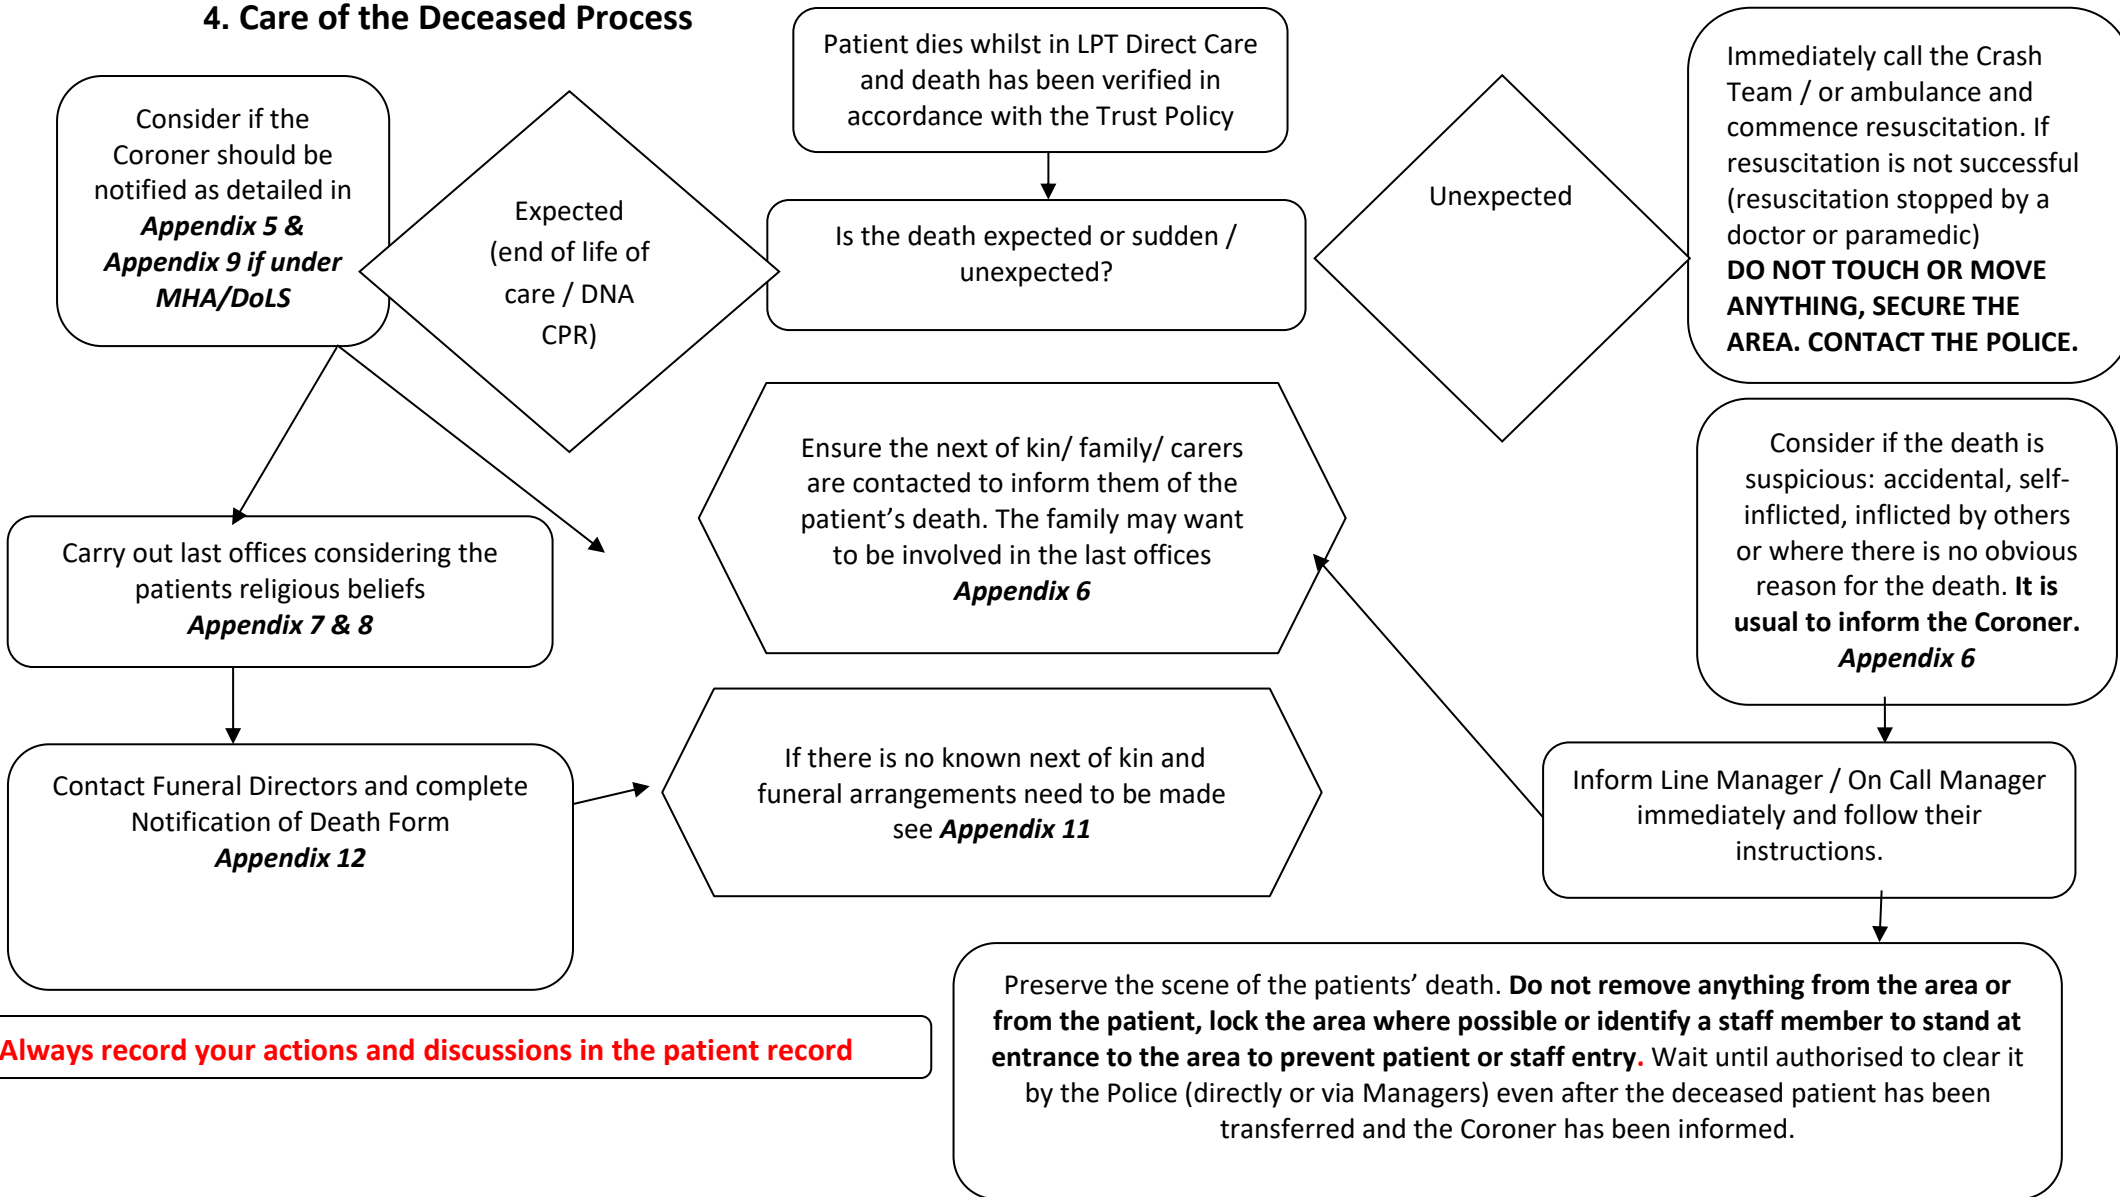 4. Care of the Deceased Process
Patient dies whilst in LPT Direct Care
and death has been verified in
accordance with the Trust Policy
Is the death expected or sudden /
unexpected?
Expected
(end of life of
care / DNA
CPR)
Consider if the
Coroner should be
notified as detailed in
Appendix 5 &
Appendix 9 if under
MHA/DoLS
Unexpected
Immediately call the Crash
Team / or ambulance and
commence resuscitation. If
resuscitation is not successful
(resuscitation stopped by a
doctor or paramedic)
DO NOT TOUCH OR MOVE
ANYTHING, SECURE THE
AREA. CONTACT THE POLICE.
Ensure the next of kin/ family/ carers
are contacted to inform them of the
patient’s death. The family may want
to be involved in the last offices
Appendix 6
Consider if the death is
suspicious: accidental, self-
inflicted, inflicted by others
or where there is no obvious
reason for the death. It is
usual to inform the Coroner.
Appendix 6
Carry out last offices considering the
patients religious beliefs
Appendix 7 & 8
Contact Funeral Directors and complete
Notification of Death Form
Appendix 12
If there is no known next of kin and
funeral arrangements need to be made
see Appendix 11
Inform Line Manager / On Call Manager
immediately and follow their
instructions.
Preserve the scene of the patients’ death. Do not remove anything from the area or
from the patient, lock the area where possible or identify a staff member to stand at
entrance to the area to prevent patient or staff entry. Wait until authorised to clear it
by the Police (directly or via Managers) even after the deceased patient has been
transferred and the Coroner has been informed.
Always record your actions and discussions in the patient record